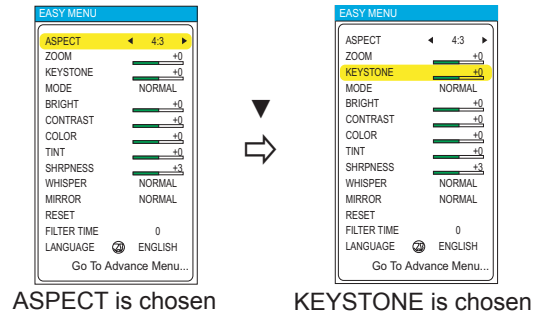 EASY MENU
ASPECT 4:3
ZOOM +0
KEYSTONE +0
MODE NORMAL
BRIGHT +0
CONTRAST +0
COLOR +0
TINT +0
SHRPNESS +3
WHISPER NORMAL
MIRROR NORMAL
RESET
FILTER TIME 0
LANGUAGE ENGLISH
Go To Advance Menu...
ASPECT is chosen
EASY MENU
ASPECT 4:3
ZOOM +0
KEYSTONE +0
MODE NORMAL
BRIGHT +0
CONTRAST +0
COLOR +0
TINT +0
SHRPNESS +3
WHISPER NORMAL
MIRROR NORMAL
RESET
FILTER TIME 0
LANGUAGE ENGLISH
Go To Advance Menu...
KEYSTONE is chosen